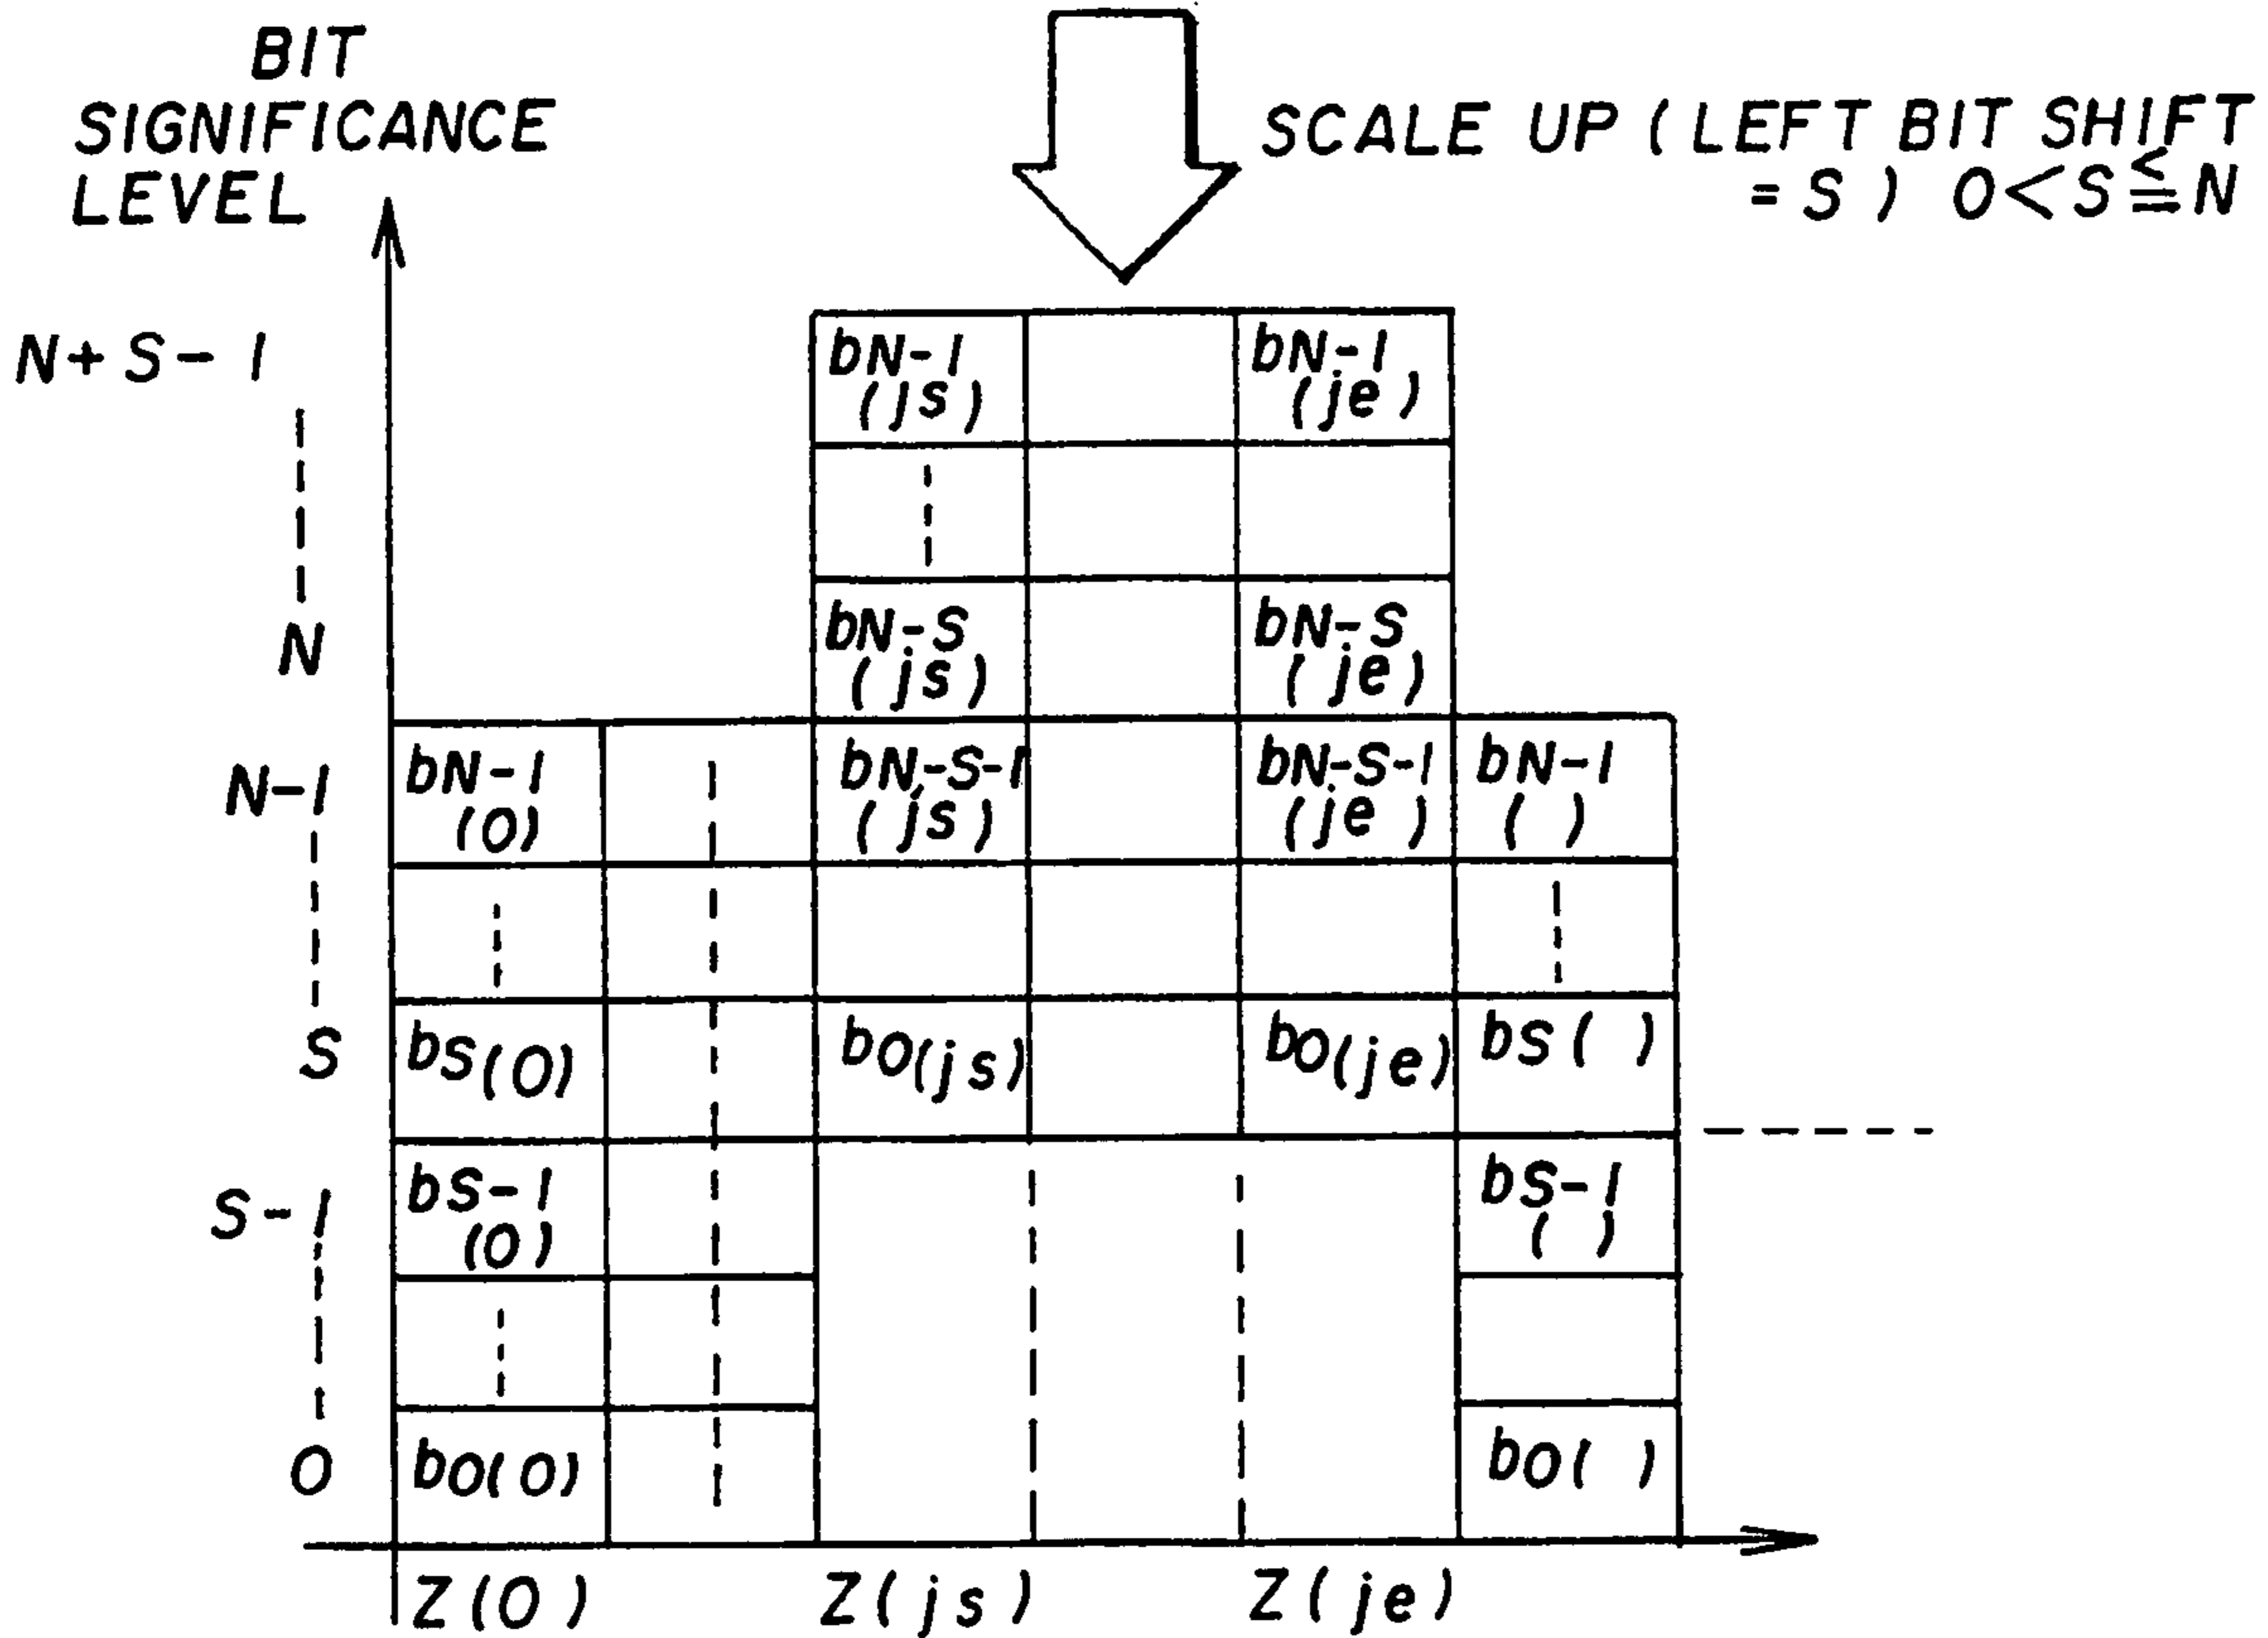 BIT
SIGNIFICANCE
LEVEL
SCALE UP (LEFT BIT SHIFT
= S) 0<S≦N
N+S-1
bN-1
(js)
bN-1
(je)
N
bN-S
(js)
bN-S
(je)
N-1
bN-1
(0)
bN-S-1
(js)
bN-S-1
(je)
bN-1
( )
S
bS(0)
b0(js)
b0(je)
bS( )
S-1
bS-1
(0)
bS-1
( )
0
b0(0)
b0( )
Z(0)
Z(js)
Z(je)